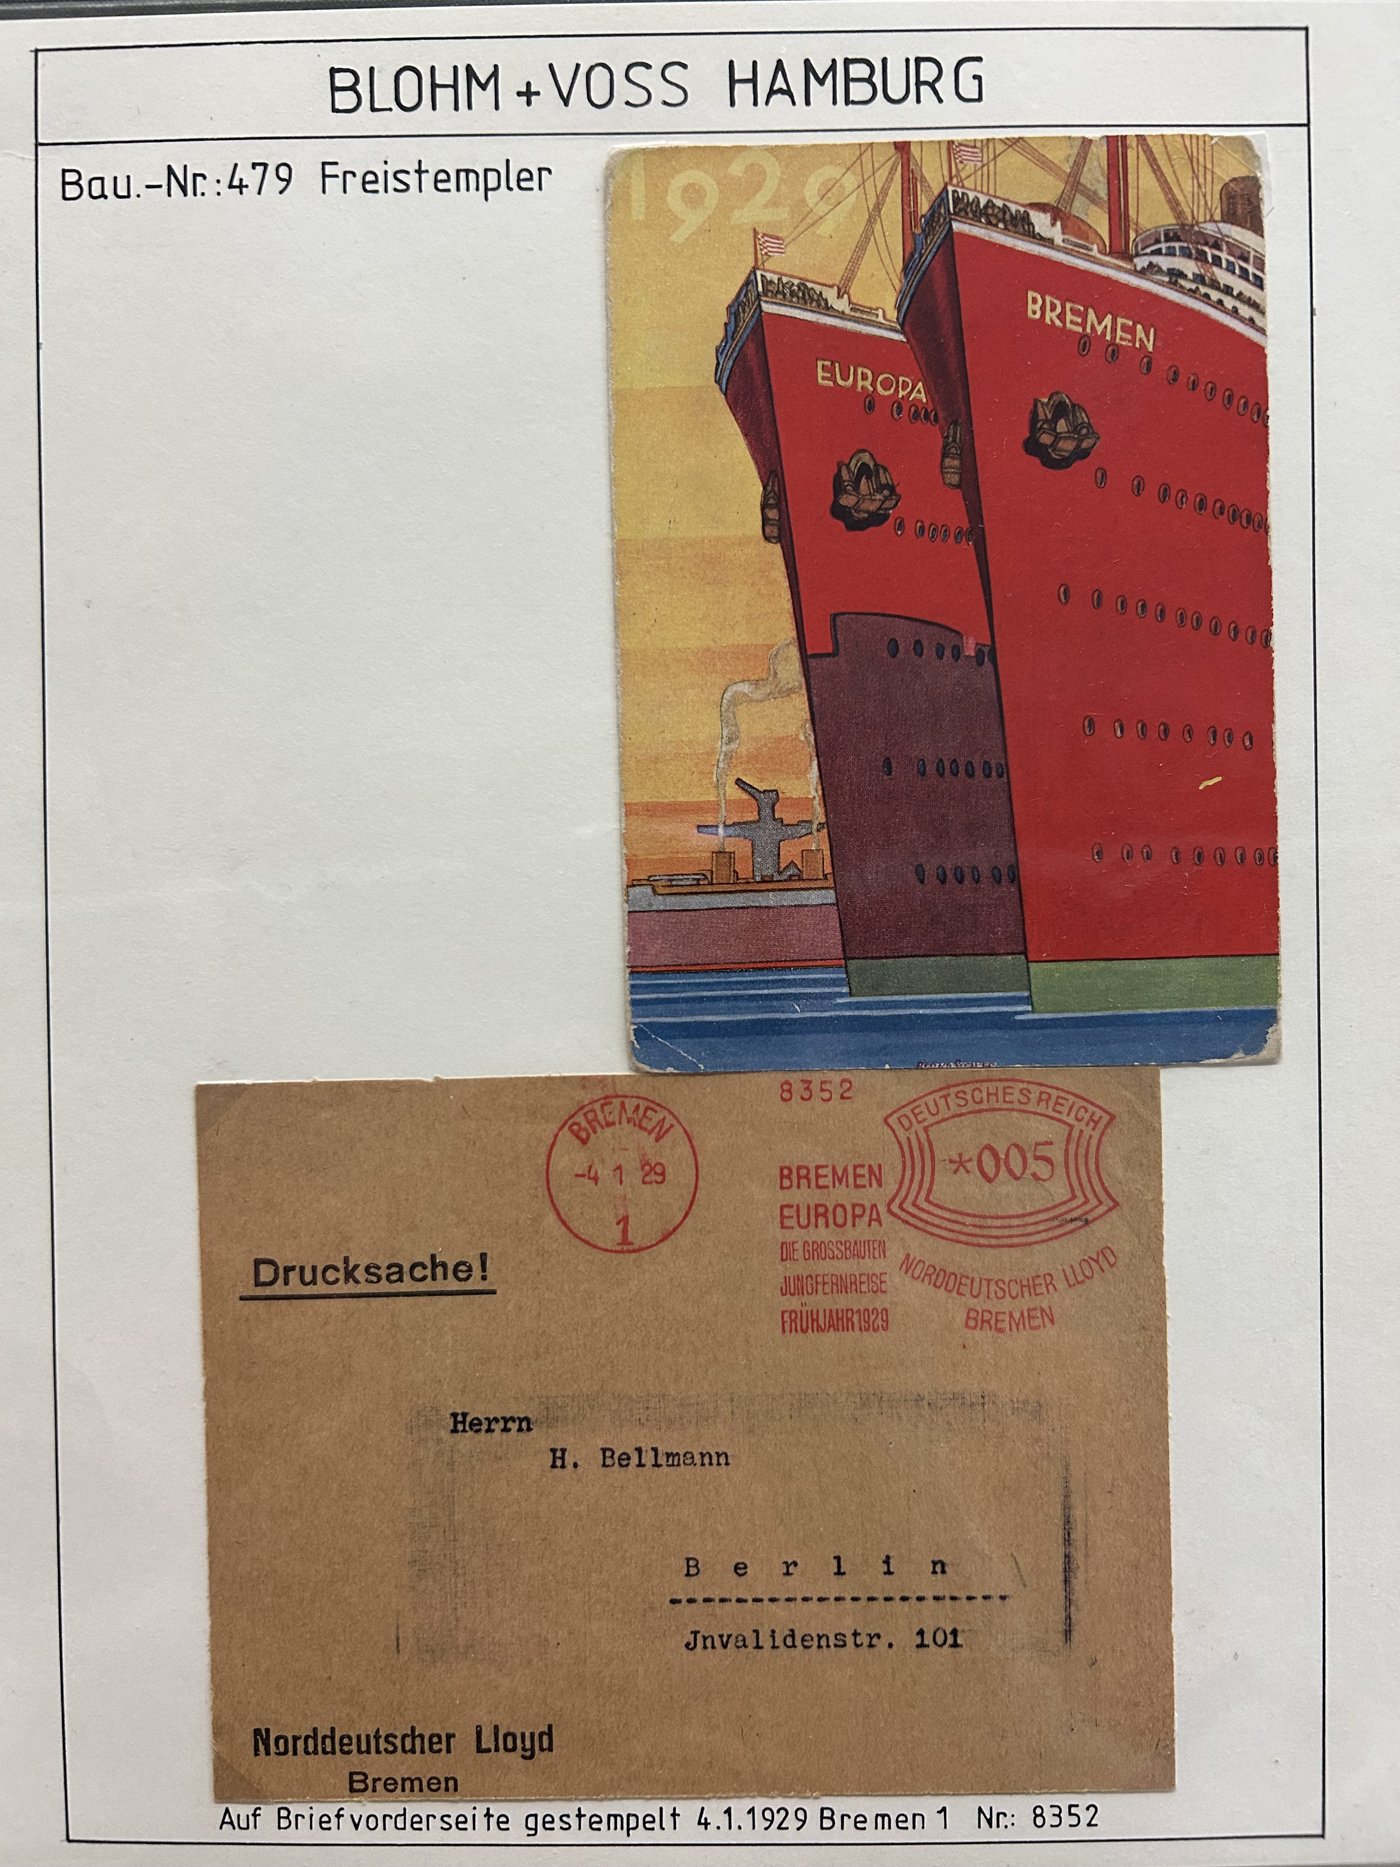 BLOHM + VOSS HAMBURG
Bau.-Nr.: 479 Freistempler
1929
EUROPA
BREMEN
8352
BREMEN
-4 1 29
1
DEUTSCHES REICH
*005
BREMEN
EUROPA
DIE GROSSBAUTEN
JUNGFERNREISE
FRÜHJAHR 1929
NORDDEUTSCHER LLOYD
BREMEN
Drucksache!
Herrn
H. Bellmann
Berlin
Jnvalidenstr. 101
Norddeutscher Lloyd
Bremen
Auf Briefvorderseite gestempelt 4.1.1929 Bremen 1 Nr.: 8352